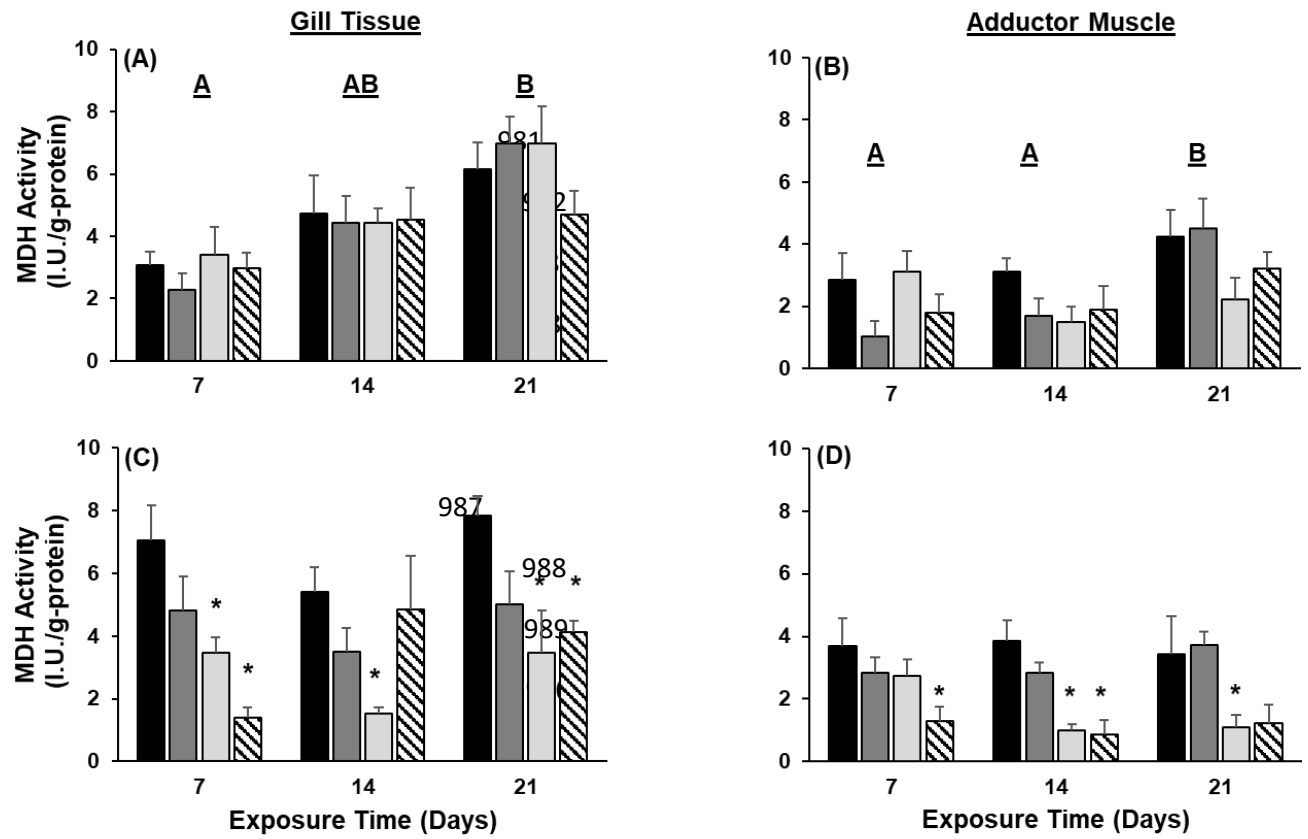 Gill Tissue
Adductor Muscle
(A)
A
AB
B
MDH Activity
(I.U./g-protein)
10
8
6
4
2
0
981
7
14
21
(B)
A
A
B
10
8
6
4
2
0
7
14
21
(C)
MDH Activity
(I.U./g-protein)
10
8
6
4
2
0
*
*
*
987
988
*
*
989
7
14
21
Exposure Time (Days)
(D)
10
8
6
4
2
0
*
*
*
*
7
14
21
Exposure Time (Days)